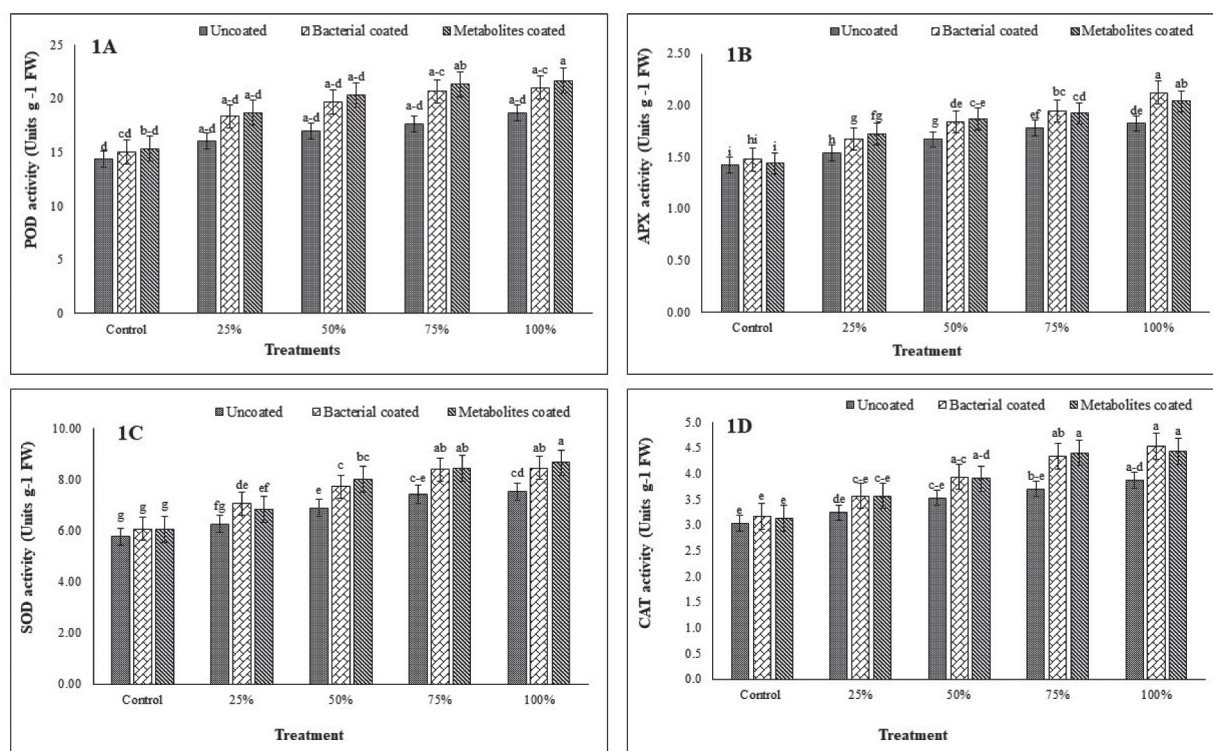 Uncoated Bacterial coated Metabolites coated
1A
POD activity (Units g -1 FW)
25
20
15
10
5
0
d cd b-d a-d a-d a-d a-d a-d a-d a-d a-c ab a-d a-c a
Control 25% 50% 75% 100%
Treatments
Uncoated Bacterial coated Metabolites coated
1B
APX activity (Units g -1 FW)
2.50
2.00
1.50
1.00
0.50
0.00
i hi i h g fg g de c-e ef bc cd de a ab
Control 25% 50% 75% 100%
Treatment
Uncoated Bacterial coated Metabolites coated
1C
SOD activity (Units g-1 FW)
10.00
8.00
6.00
4.00
2.00
0.00
g g g fg de ef e c bc c-e ab ab cd ab a
Control 25% 50% 75% 100%
Treatment
Uncoated Bacterial coated Metabolites coated
1D
CAT activity (Units g-1 FW)
5.0
4.5
4.0
3.5
3.0
2.5
2.0
1.5
1.0
0.5
0.0
e e e de c-e c-e c-e a-c a-d b-e ab a a-d a a
Control 25% 50% 75% 100%
Treatment